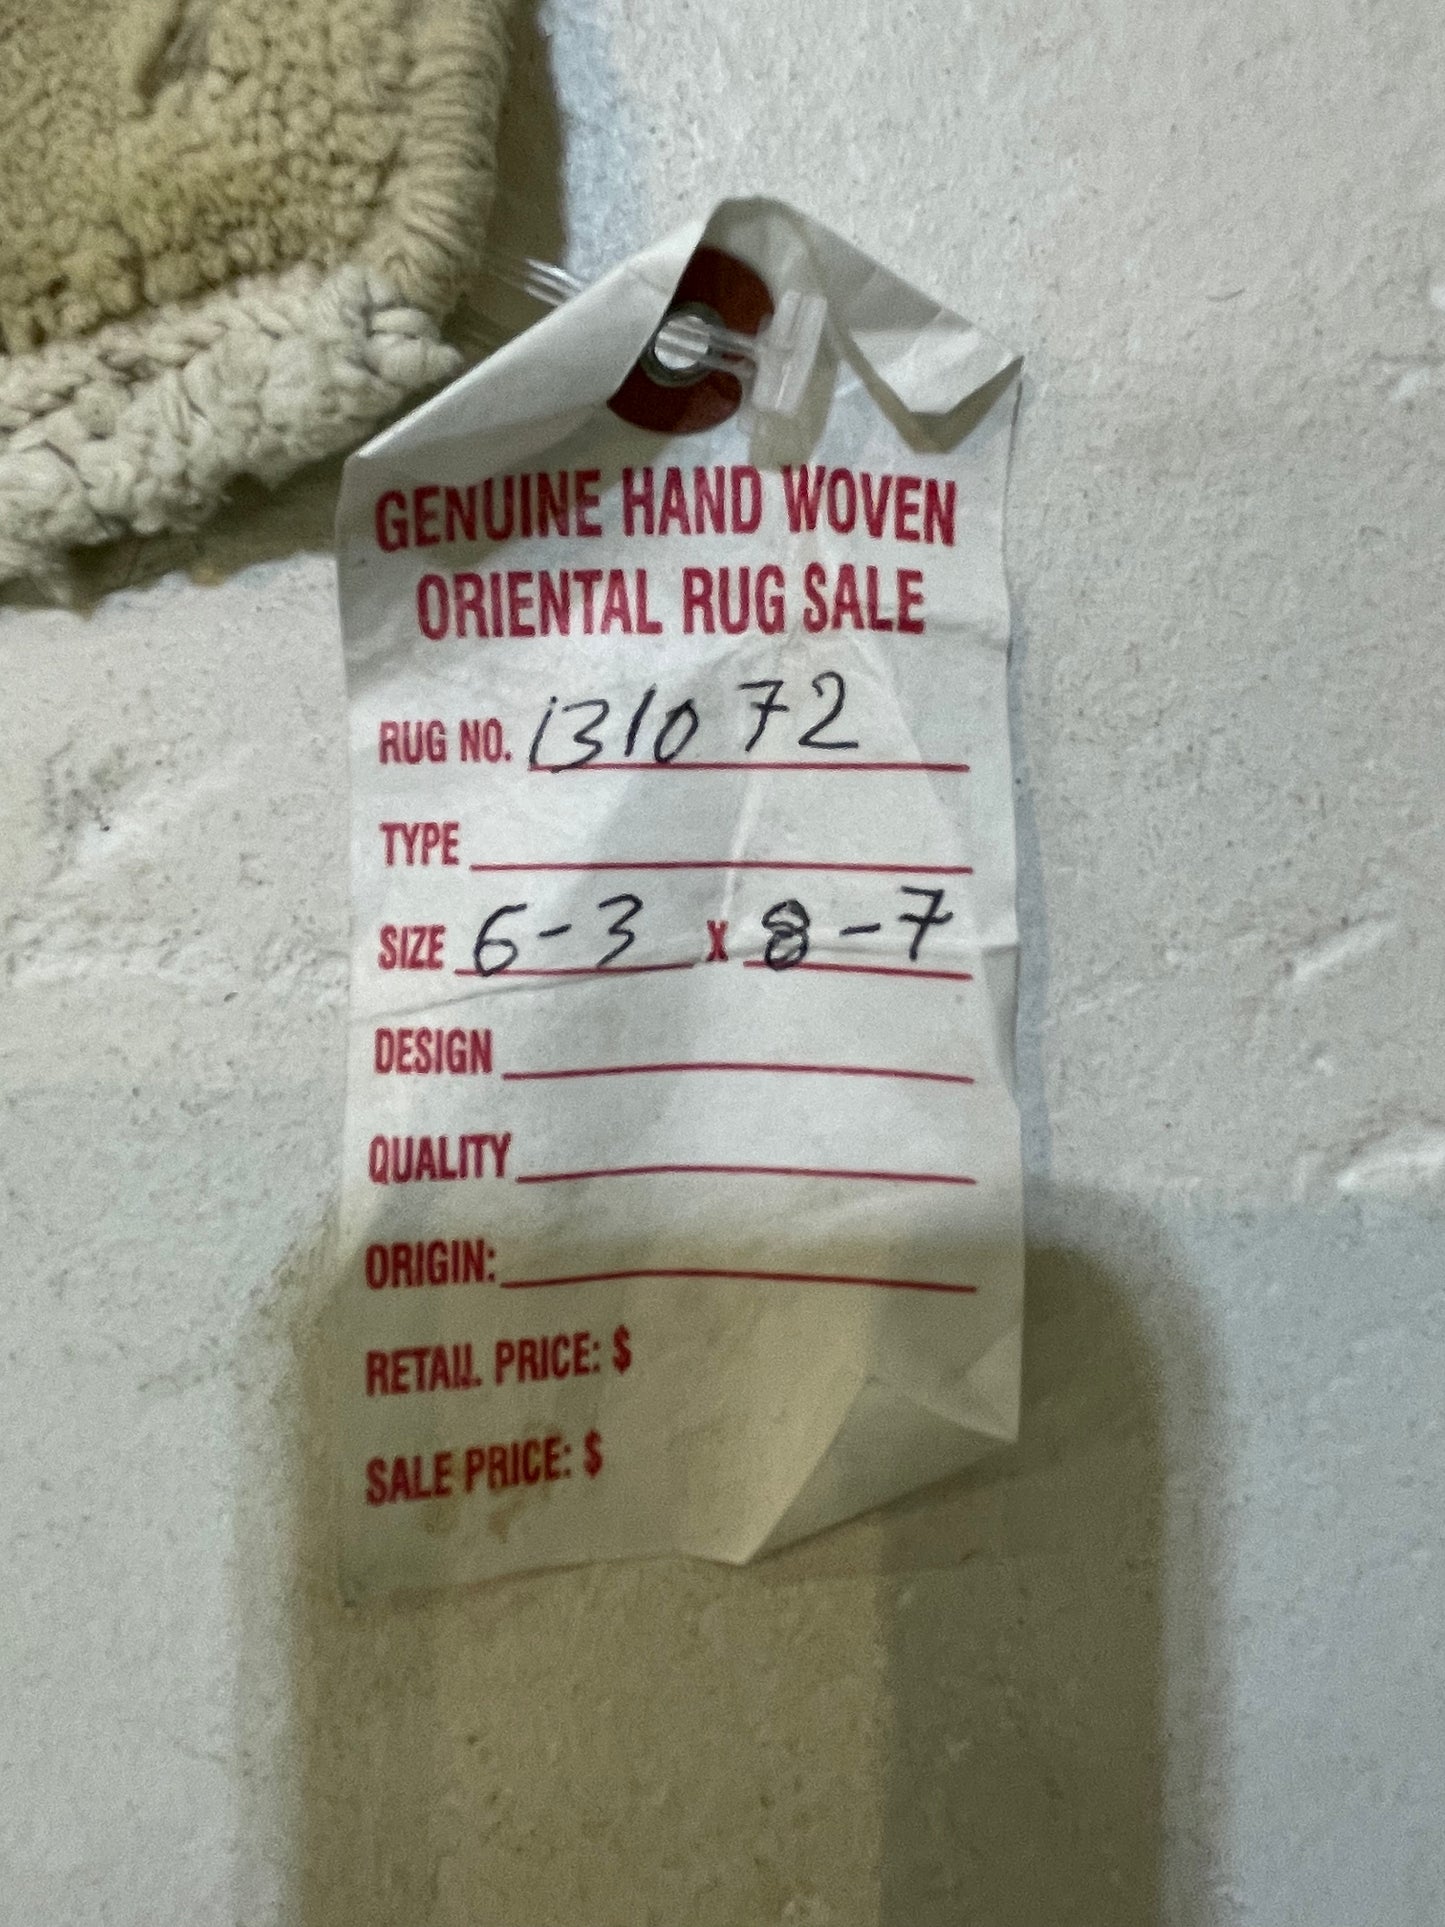 GENUINE HAND WOVEN
ORIENTAL RUG SALE
RUG NO. 131072
TYPE
SIZE 6-3 X 8-7
DESIGN
QUALITY
ORIGIN:
RETAIL PRICE: $
SALE PRICE: $